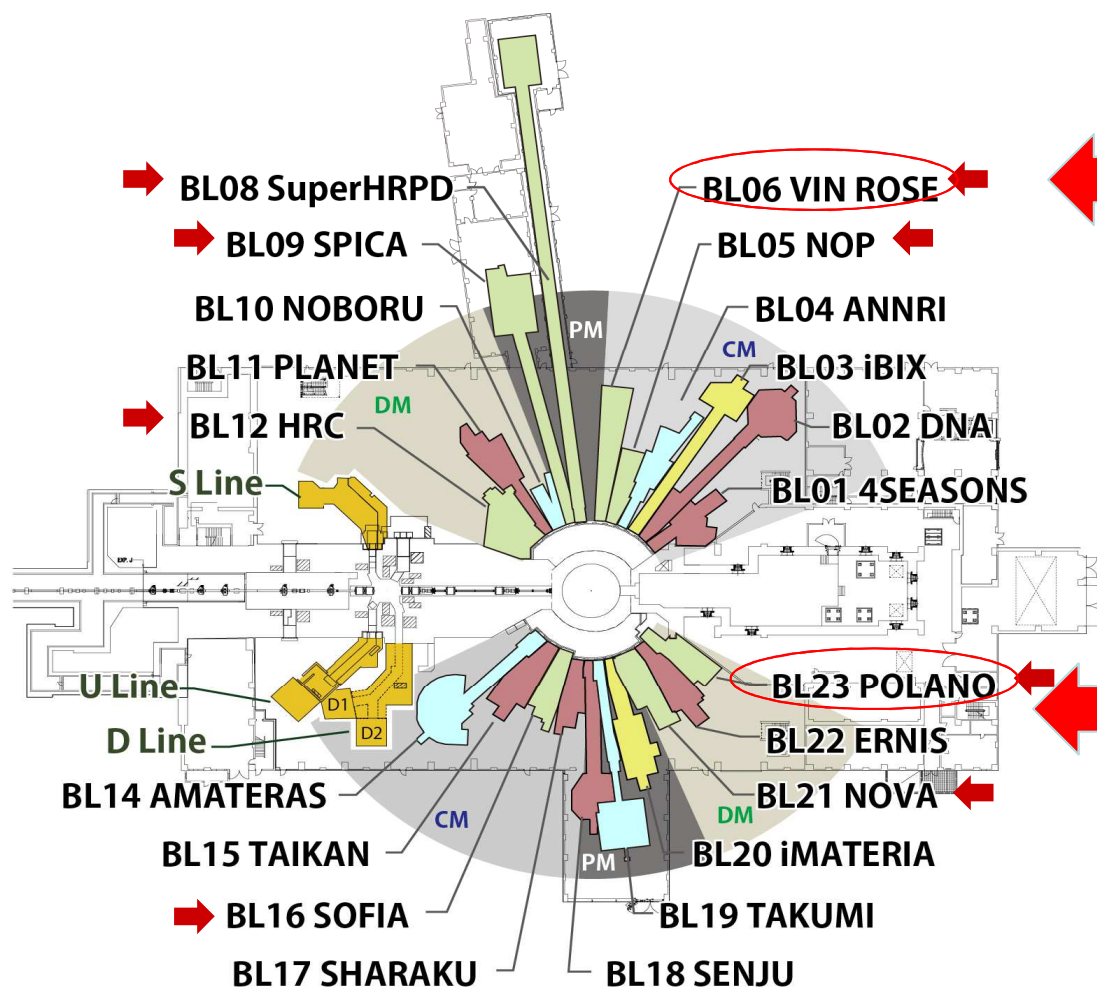 BL08 SuperHRPD
BL06 VIN ROSE
BL09 SPICA
BL05 NOP
BL10 NOBORU
BL04 ANNRI
PM
CM
BL11 PLANET
BL03 iBIX
DM
BL12 HRC
BL02 DNA
S Line
BL01 4SEASONS
EXP. J
U Line
D1
BL23 POLANO
D Line
D2
BL22 ERNIS
BL14 AMATERAS
BL21 NOVA
CM
DM
BL15 TAIKAN
PM
BL20 iMATERIA
BL16 SOFIA
BL19 TAKUMI
BL17 SHARAKU
BL18 SENJU